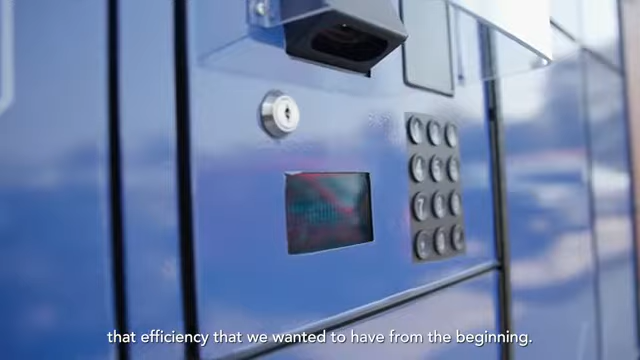 that efficiency that we wanted to have from the beginning.